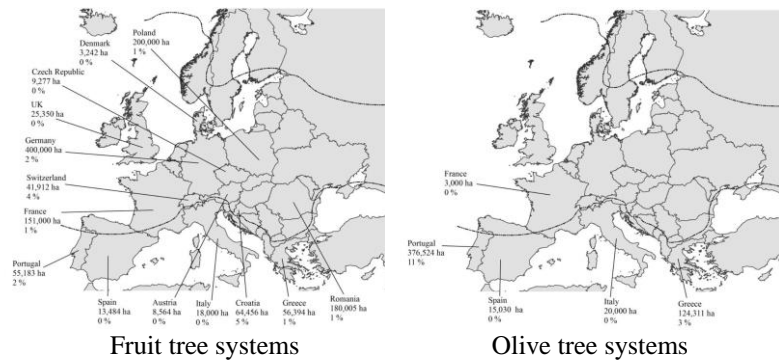 Poland
200,000 ha
1 %
Denmark
3,242 ha
0 %
Czech Republic
9,277 ha
0 %
UK
25,350 ha
0 %
Germany
400,000 ha
2 %
Switzerland
41,912 ha
4 %
France
151,000 ha
1 %
Portugal
55,183 ha
2 %
Spain
13,484 ha
0 %
Austria
8,564 ha
0 %
Italy
18,000 ha
0 %
Croatia
64,456 ha
5 %
Greece
56,394 ha
1 %
Romania
180,005 ha
1 %
Fruit tree systems
France
3,000 ha
0 %
Portugal
376,524 ha
11 %
Spain
15,030 ha
0 %
Italy
20,000 ha
0 %
Greece
124,311 ha
3 %
Olive tree systems